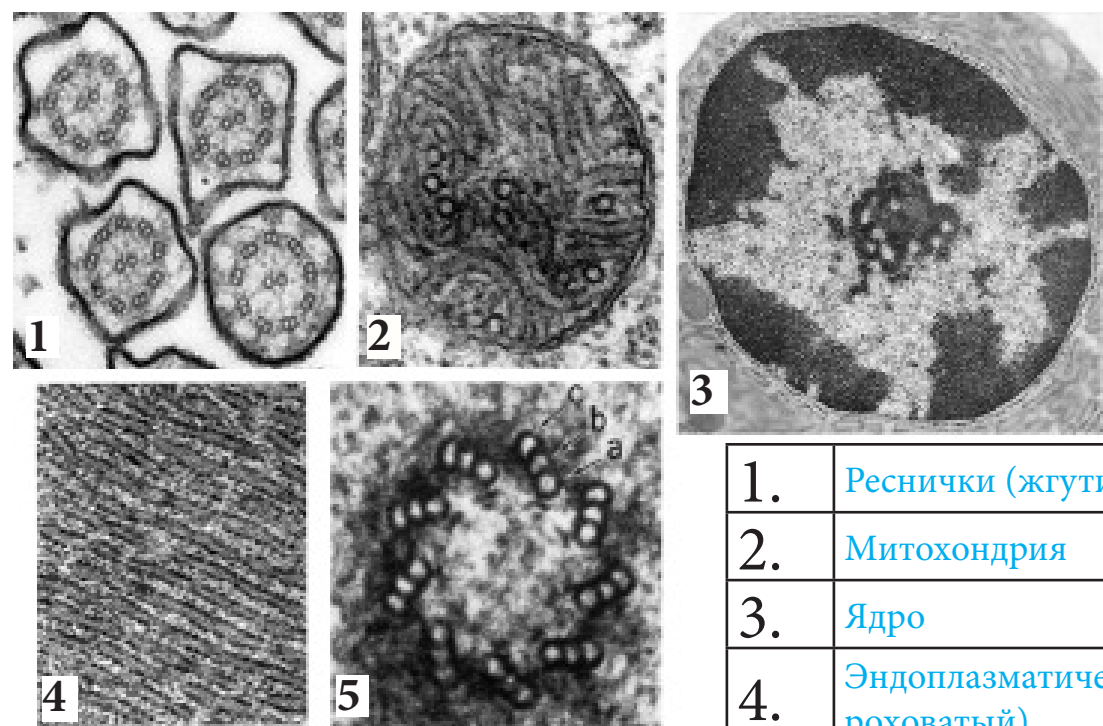 1
2
3
4
5
c
b
a
1.
Реснички (жгути
2.
Митохондрия
3.
Ядро
4.
Эндоплазматиче
роховатый)